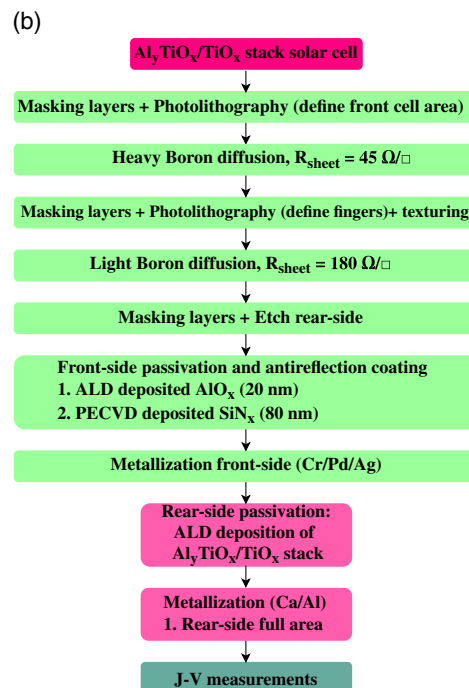 (b)
AlyTiOx/TiOx stack solar cell
Masking layers + Photolithography (define front cell area)
Heavy Boron diffusion, Rsheet = 45 Ω/□
Masking layers + Photolithography (define fingers)+ texturing
Light Boron diffusion, Rsheet = 180 Ω/□
Masking layers + Etch rear-side
Front-side passivation and antireflection coating
1. ALD deposited AlOx (20 nm)
2. PECVD deposited SiNx (80 nm)
Metallization front-side (Cr/Pd/Ag)
Rear-side passivation:
ALD deposition of
AlyTiOx/TiOx stack
Metallization (Ca/Al)
1. Rear-side full area
J-V measurements